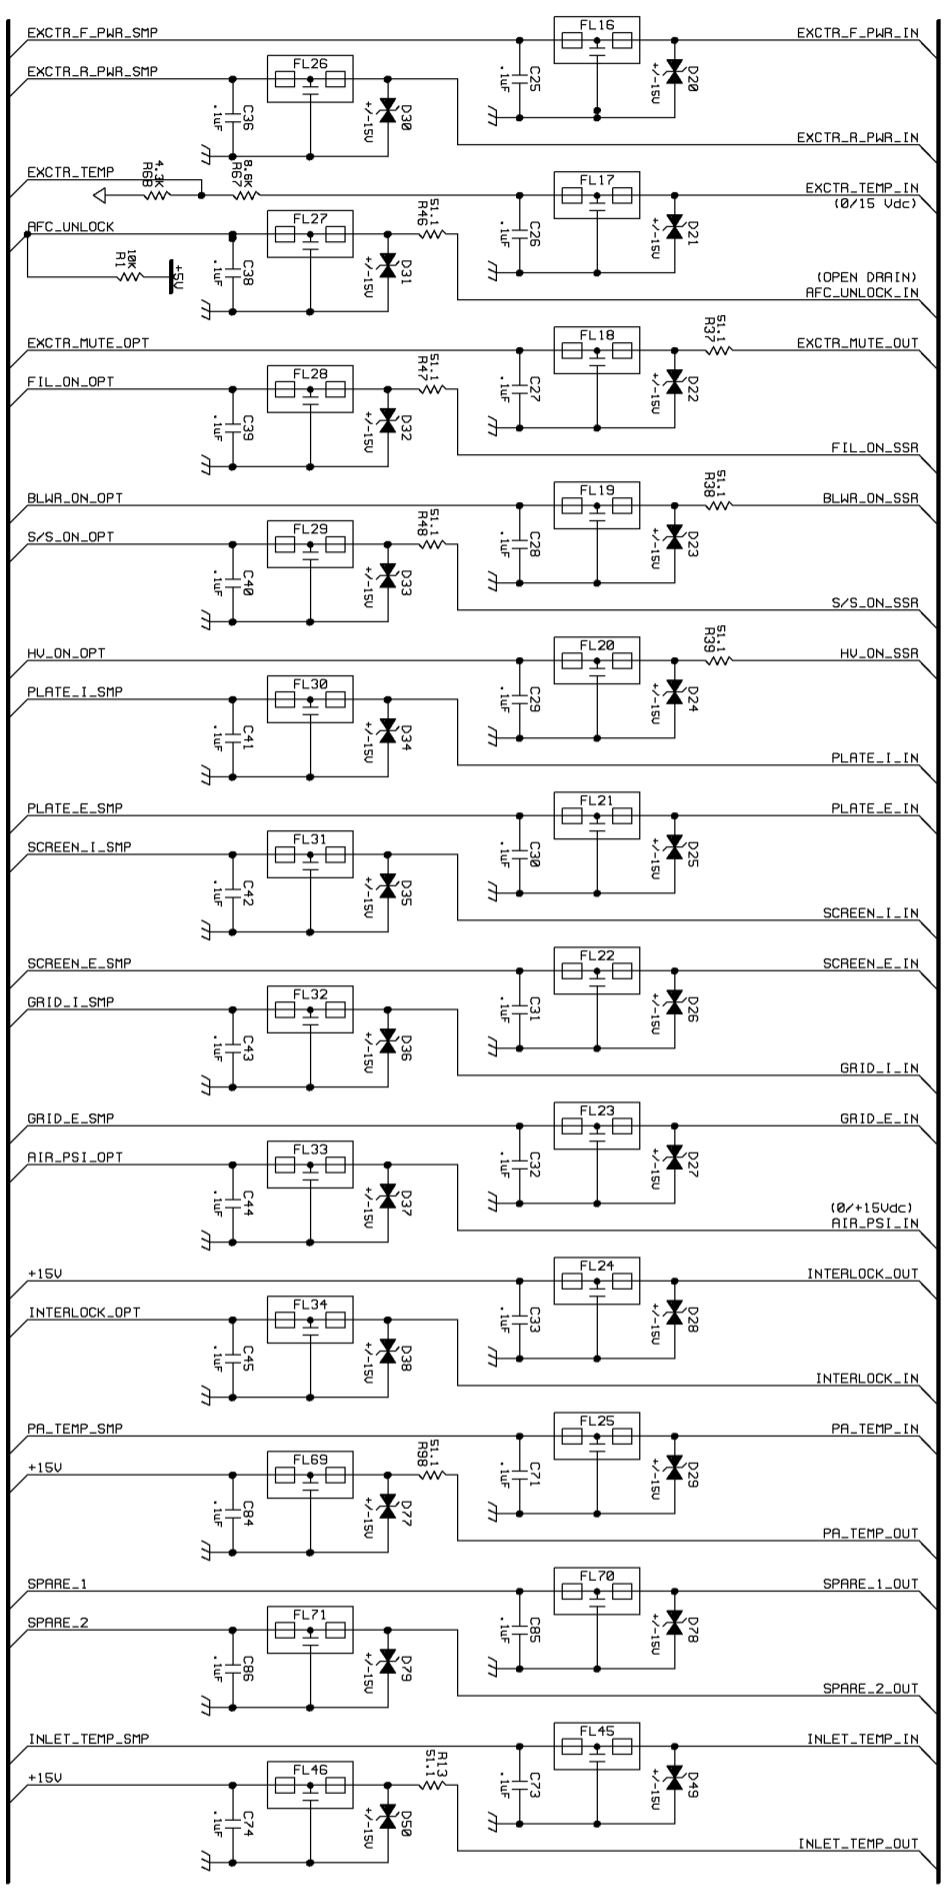 EXCTR_F_PWR_SMP
FL16
EXCTR_F_PWR_IN
C25
.1uF
D20
+/-15V
EXCTR_R_PWR_SMP
FL26
C36
.1uF
D30
+/-15V
EXCTR_R_PWR_IN
EXCTR_TEMP
4.3K
R68
8.6K
R67
FL17
EXCTR_TEMP_IN
(0/15 Vdc)
C26
.1uF
D21
+/-15V
AFC_UNLOCK
10K
R1
+5V
FL27
C38
.1uF
D31
+/-15V
51.1
R46
(OPEN DRAIN)
AFC_UNLOCK_IN
EXCTR_MUTE_OPT
FL18
51.1
R37
EXCTR_MUTE_OUT
C27
.1uF
D22
+/-15V
FIL_ON_OPT
FL28
51.1
R47
C39
.1uF
D32
+/-15V
FIL_ON_SSR
BLWR_ON_OPT
FL19
51.1
R38
BLWR_ON_SSR
C28
.1uF
D23
+/-15V
S/S_ON_OPT
FL29
51.1
R48
C40
.1uF
D33
+/-15V
S/S_ON_SSR
HV_ON_OPT
FL20
51.1
R39
HV_ON_SSR
C29
.1uF
D24
+/-15V
PLATE_I_SMP
FL30
C41
.1uF
D34
+/-15V
PLATE_I_IN
PLATE_E_SMP
FL21
PLATE_E_IN
C30
.1uF
D25
+/-15V
SCREEN_I_SMP
FL31
C42
.1uF
D35
+/-15V
SCREEN_I_IN
SCREEN_E_SMP
FL22
SCREEN_E_IN
C31
.1uF
D26
+/-15V
GRID_I_SMP
FL32
C43
.1uF
D36
+/-15V
GRID_I_IN
GRID_E_SMP
FL23
GRID_E_IN
C32
.1uF
D27
+/-15V
AIR_PSI_OPT
FL33
C44
.1uF
D37
+/-15V
(0/+15Vdc)
AIR_PSI_IN
+15V
FL24
INTERLOCK_OUT
C33
.1uF
D28
+/-15V
INTERLOCK_OPT
FL34
C45
.1uF
D38
+/-15V
INTERLOCK_IN
PA_TEMP_SMP
FL25
PA_TEMP_IN
C71
.1uF
D29
+/-15V
+15V
FL69
51.1
R98
C84
.1uF
D77
+/-15V
PA_TEMP_OUT
SPARE_1
FL70
SPARE_1_OUT
C85
.1uF
D78
+/-15V
SPARE_2
FL71
C86
.1uF
D79
+/-15V
SPARE_2_OUT
INLET_TEMP_SMP
FL45
INLET_TEMP_IN
C73
.1uF
D49
+/-15V
+15V
FL46
R13
51.1
C74
.1uF
D50
+/-15V
INLET_TEMP_OUT